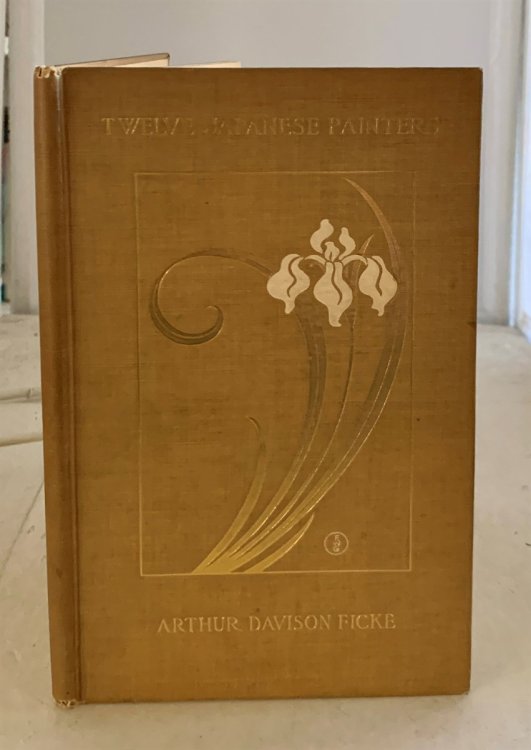 TWELVE JAPANESE PAINTERS
ARTHUR DAVISON FICKE